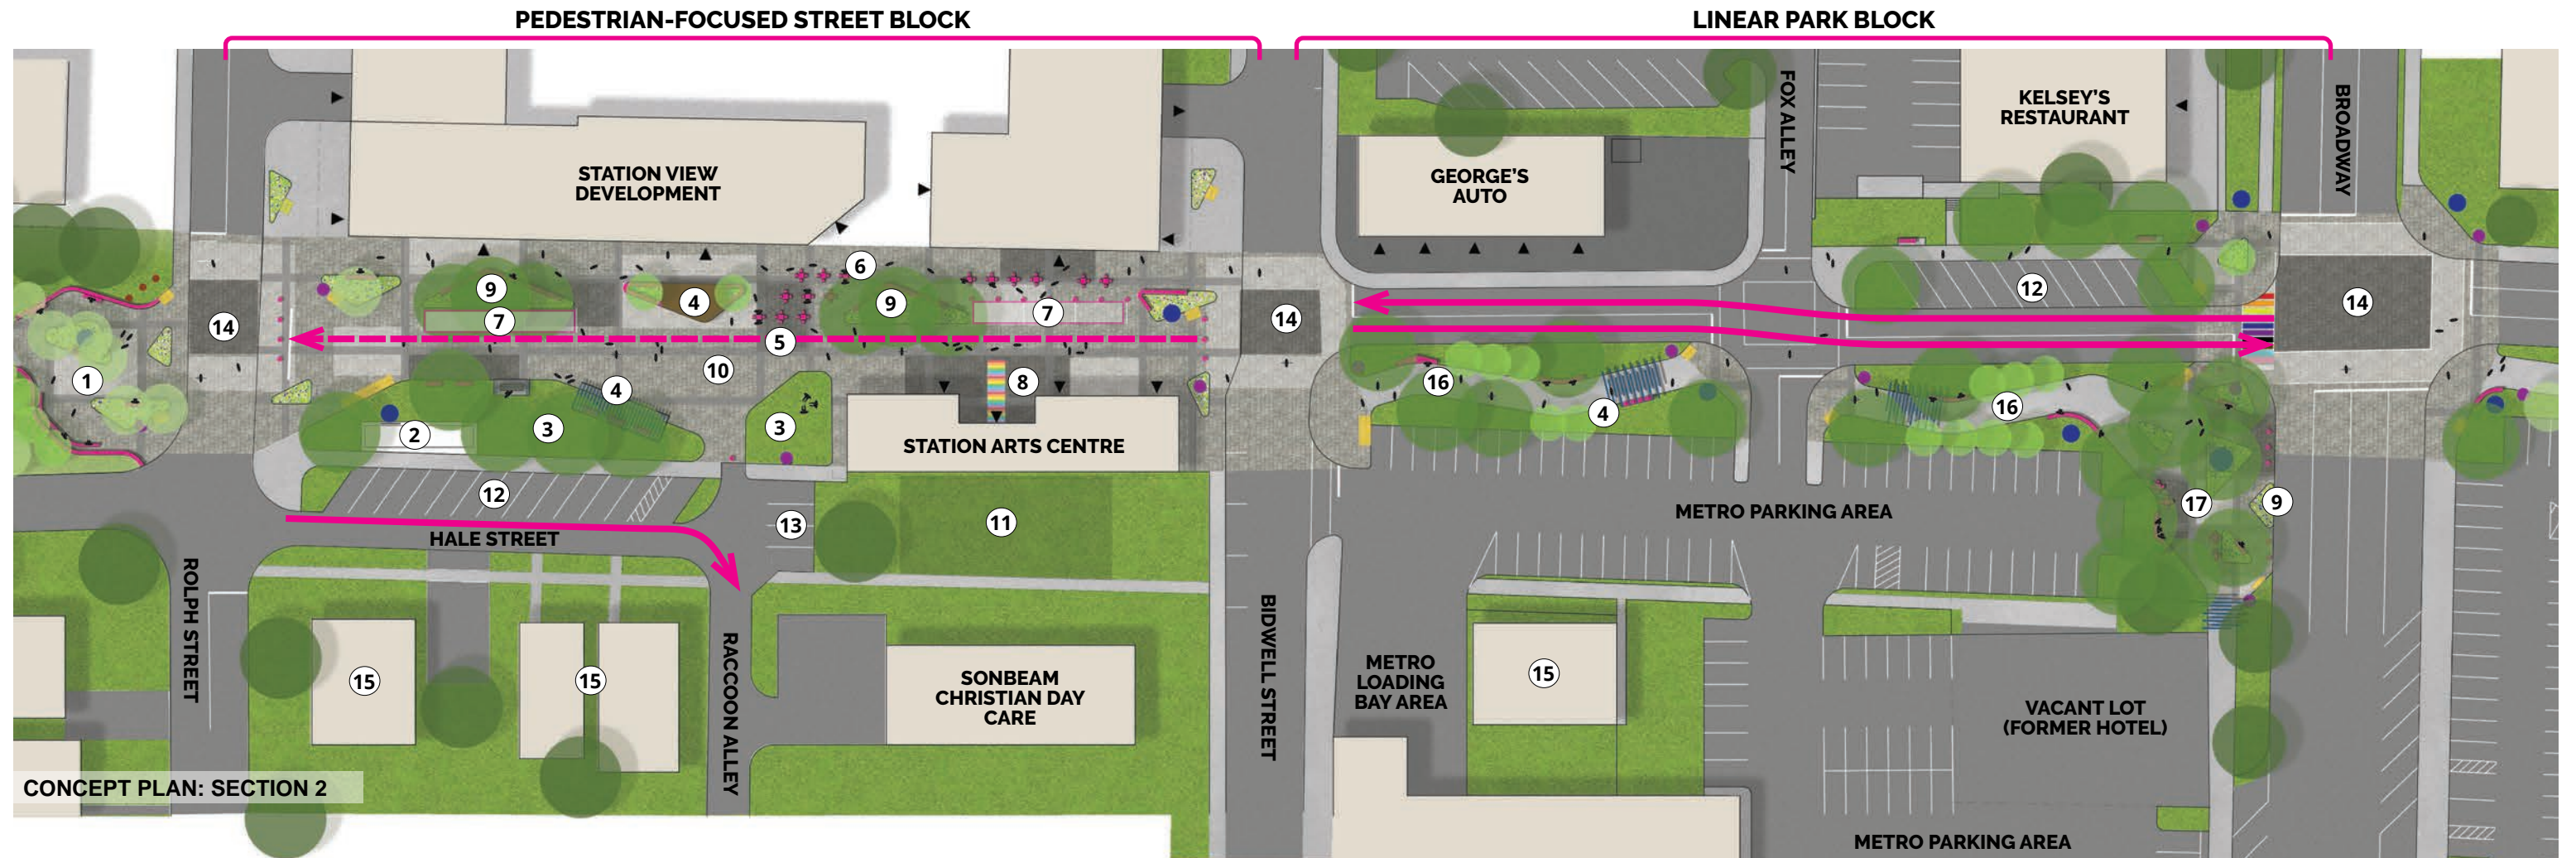 PEDESTRIAN-FOCUSED STREET BLOCK
LINEAR PARK BLOCK
STATION VIEW
DEVELOPMENT
GEORGE'S
AUTO
FOX ALLEY
KELSEY'S
RESTAURANT
BROADWAY
6
9
4
9
7
7
14
5
14
12
14
1
10
4
8
16
16
2
3
3
4
STATION ARTS CENTRE
12
13
11
METRO PARKING AREA
17
9
HALE STREET
ROLPH STREET
RACCOON ALLEY
BIDWELL STREET
15
15
SONBEAM
CHRISTIAN DAY
CARE
METRO
LOADING
BAY AREA
15
VACANT LOT
(FORMER HOTEL)
CONCEPT PLAN: SECTION 2
METRO PARKING AREA